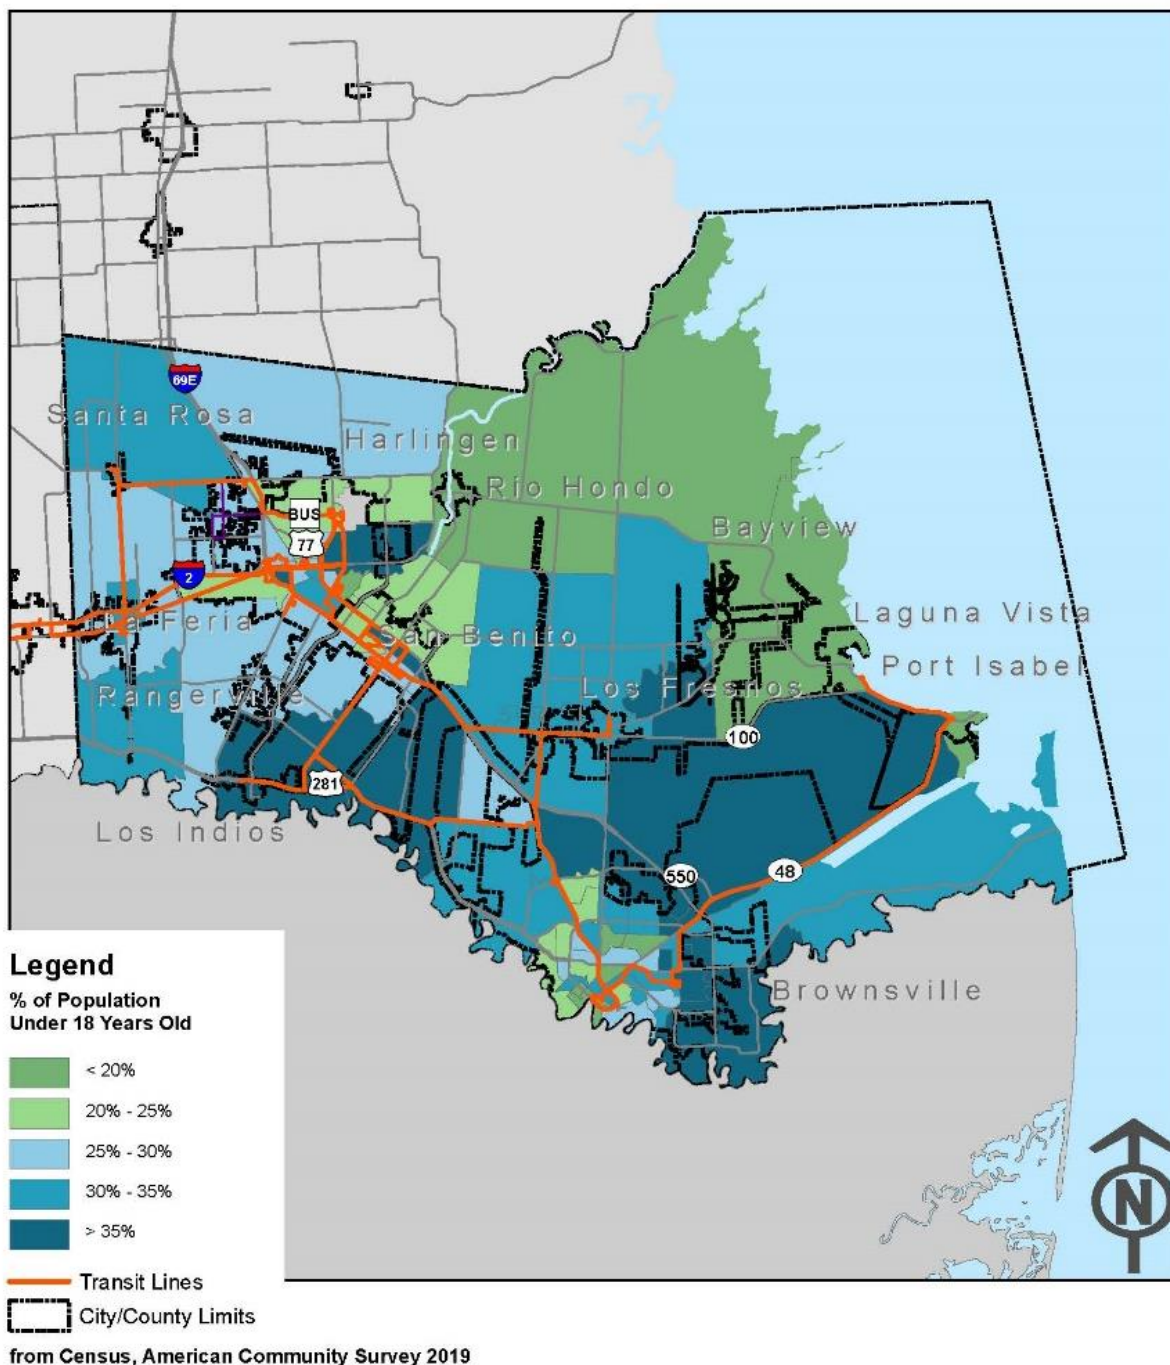 69E
Santa Rosa
Harlingen
Rio Hondo
BUS
77
Bayview
2
La Feria
San Benito
Laguna Vista
Port Isabel
Rangerville
Los Fresnos
100
281
Los Indios
550
48
Brownsville
Legend
% of Population
Under 18 Years Old
< 20%
20% - 25%
25% - 30%
30% - 35%
> 35%
Transit Lines
City/County Limits
N
from Census, American Community Survey 2019